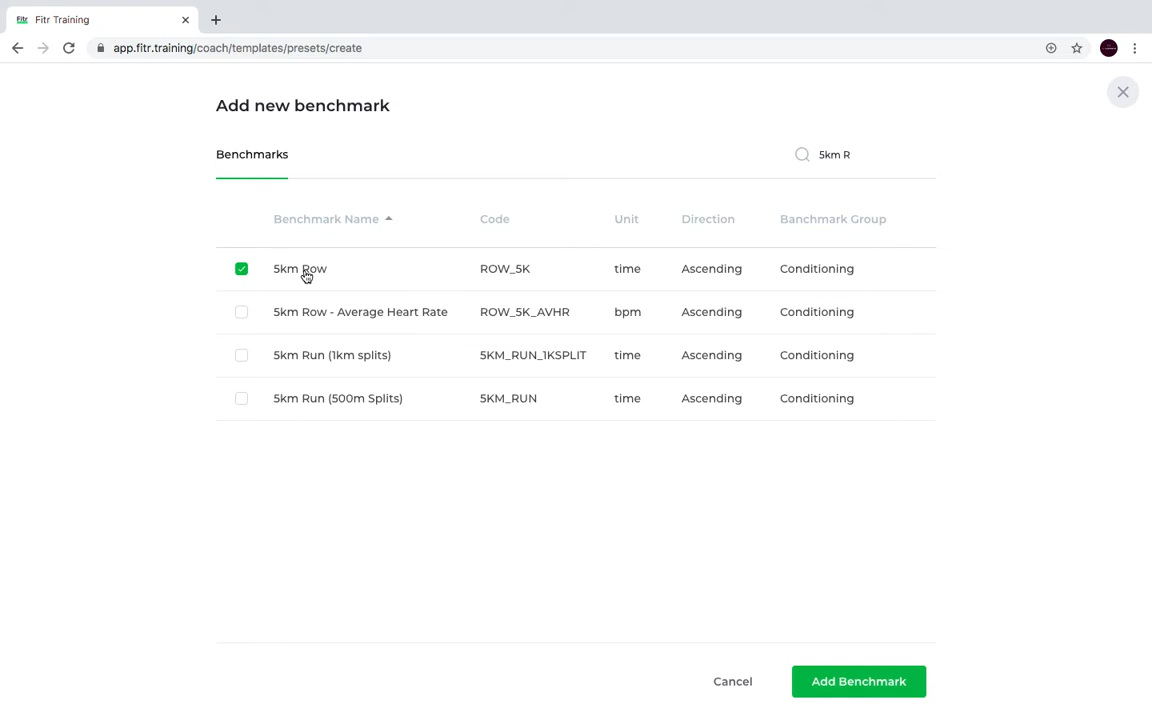 Fitr Fitr Training
app.fitr.training/coach/templates/presets/create
Add new benchmark
Benchmarks 5km R
Benchmark Name Code Unit Direction Banchmark Group
5km Row ROW_5K time Ascending Conditioning
5km Row - Average Heart Rate ROW_5K_AVHR bpm Ascending Conditioning
5km Run (1km splits) 5KM_RUN_1KSPLIT time Ascending Conditioning
5km Run (500m Splits) 5KM_RUN time Ascending Conditioning
Cancel Add Benchmark